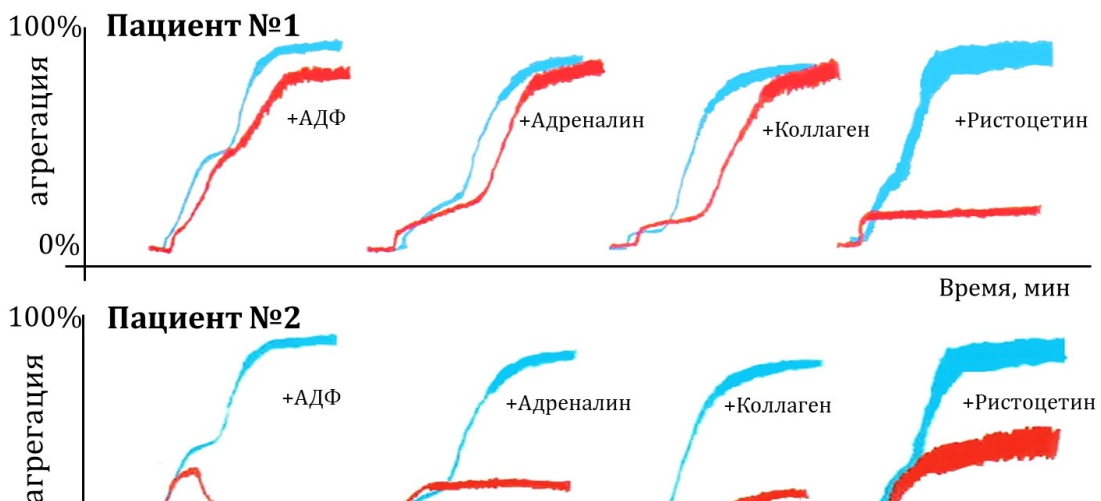 100%
Пациент №1
агрегация
+АДФ
+Адреналин
+Коллаген
+Ристоцетин
0%
Время, мин
100%
Пациент №2
агрегация
+АДФ
+Адреналин
+Коллаген
+Ристоцетин